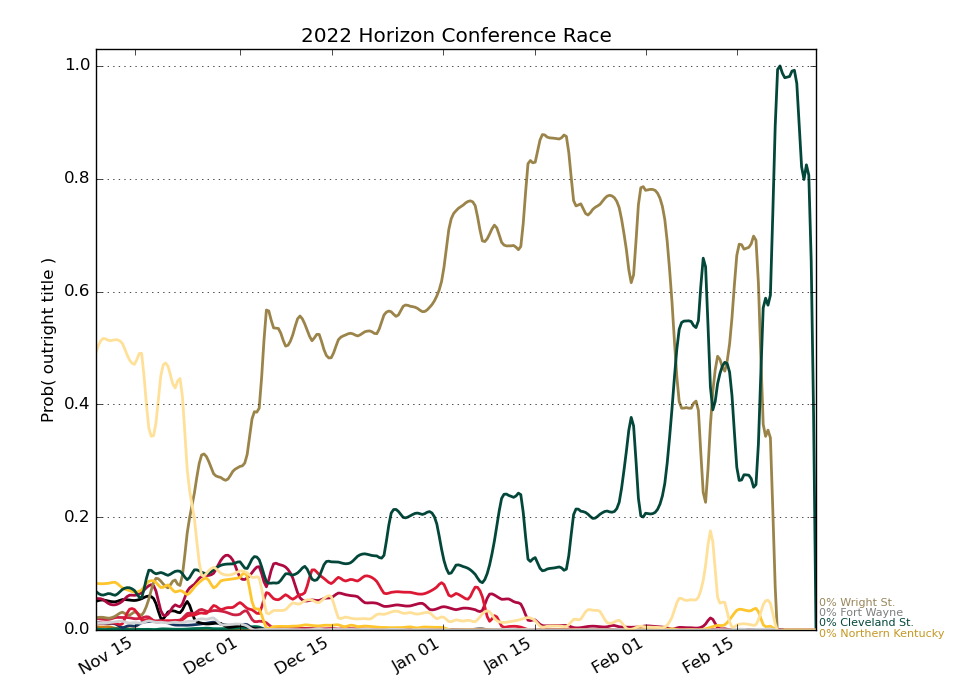 2022 Horizon Conference Race
Prob( outright title )
1.0
0.8
0.6
0.4
0.2
0.0
Nov 15
Dec 01
Dec 15
Jan 01
Jan 15
Feb 01
Feb 15
0% Wright St.
0% Fort Wayne
0% Cleveland St.
0% Northern Kentucky